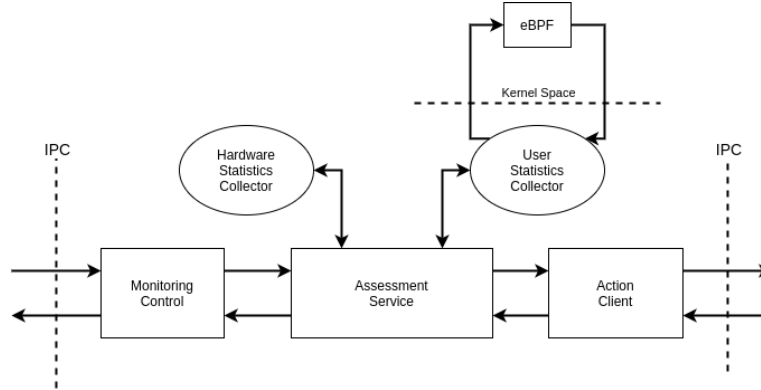 eBPF
Kernel Space
IPC
Hardware
Statistics
Collector
User
Statistics
Collector
IPC
Monitoring
Control
Assessment
Service
Action
Client